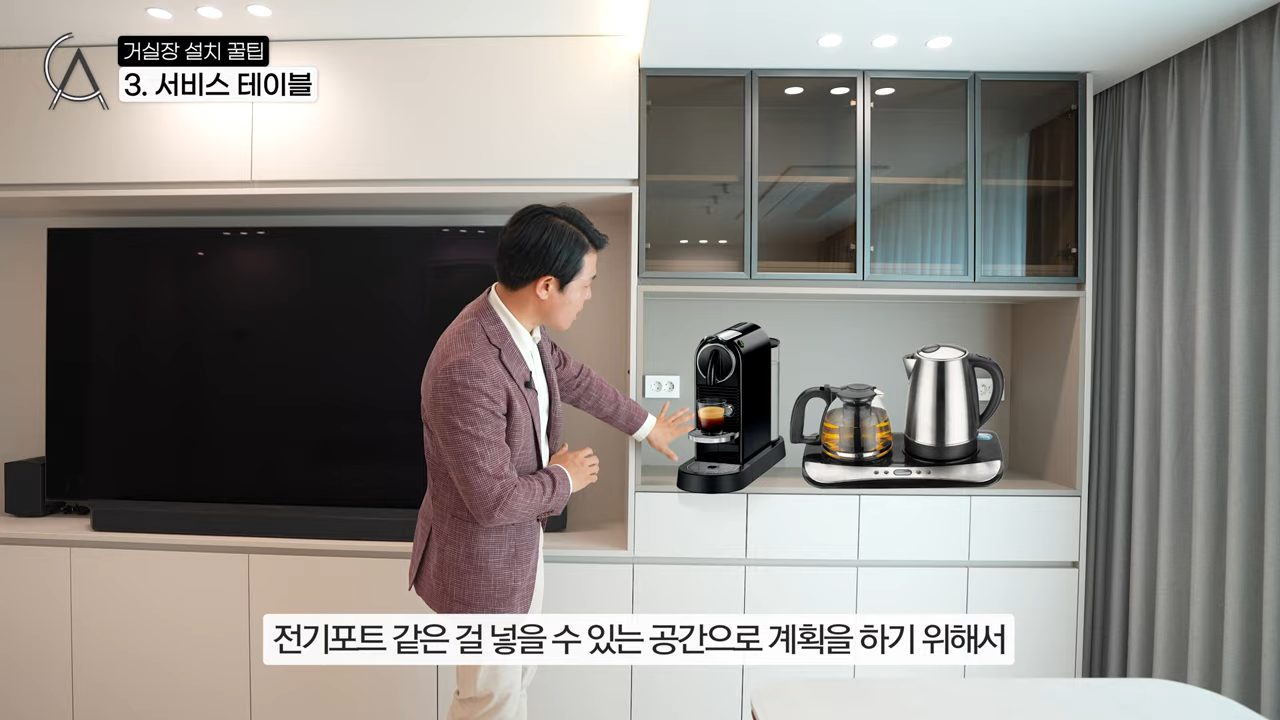 거실장 설치 꿀팁
3. 서비스 테이블
전기포트 같은 걸 넣을 수 있는 공간으로 계획을 하기 위해서